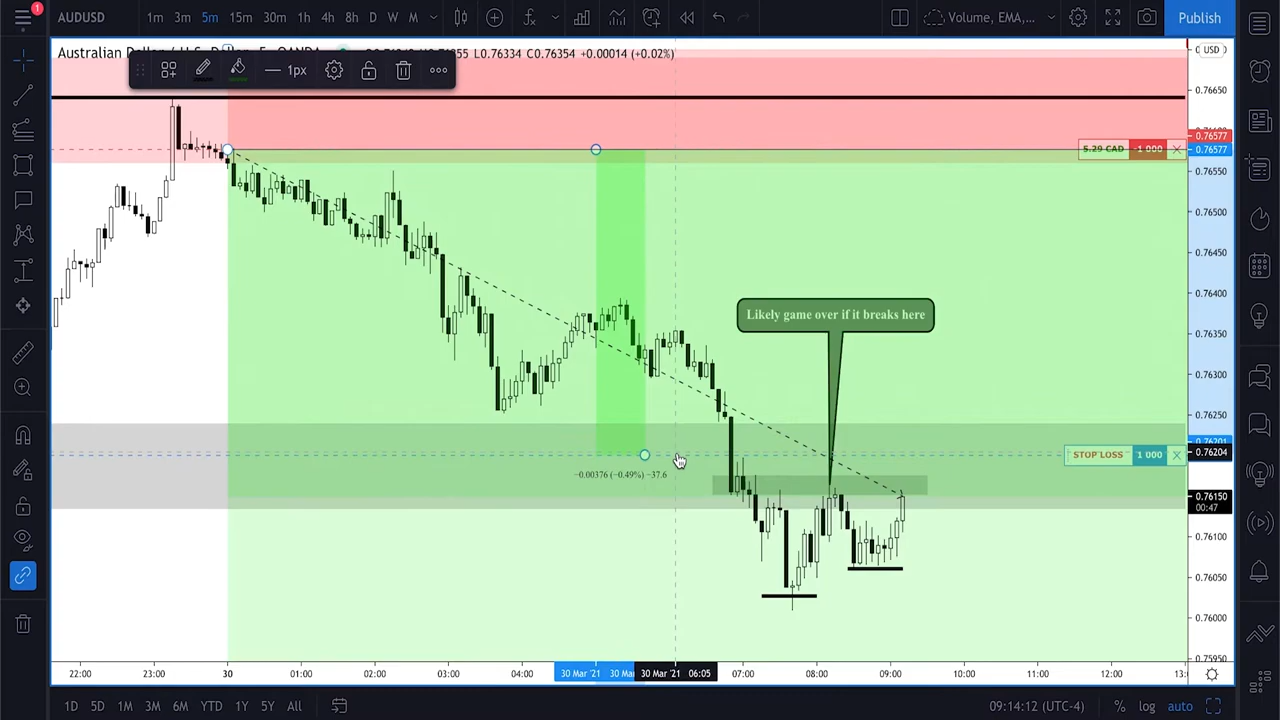 1
AUDUSD 1m 3m 5m 15m 30m 1h 4h 8h D W M Volume, EMA,... Publish
L0.76334 C0.76354 +0.00014 (+0.02%) USD
1px
0.76650
0.76577
5.29 CAD -1 000 0.76577
0.76550
0.76500
0.76450
0.76400
Likely game over if it breaks here
0.76350
0.76300
0.76250
0.76201
STOP LOSS 1 000 0.76204
−0.00376 (−0.49%) −37.6
0.76150
00:47
0.76100
0.76050
0.76000
0.75950
22:00 23:00 30 01:00 02:00 03:00 04:00 30 Mar '21 30 Mar '21 06:05 07:00 08:00 09:00 10:00 11:00 12:00 13:
1D 5D 1M 3M 6M YTD 1Y 5Y All 09:14:12 (UTC-4) % log auto